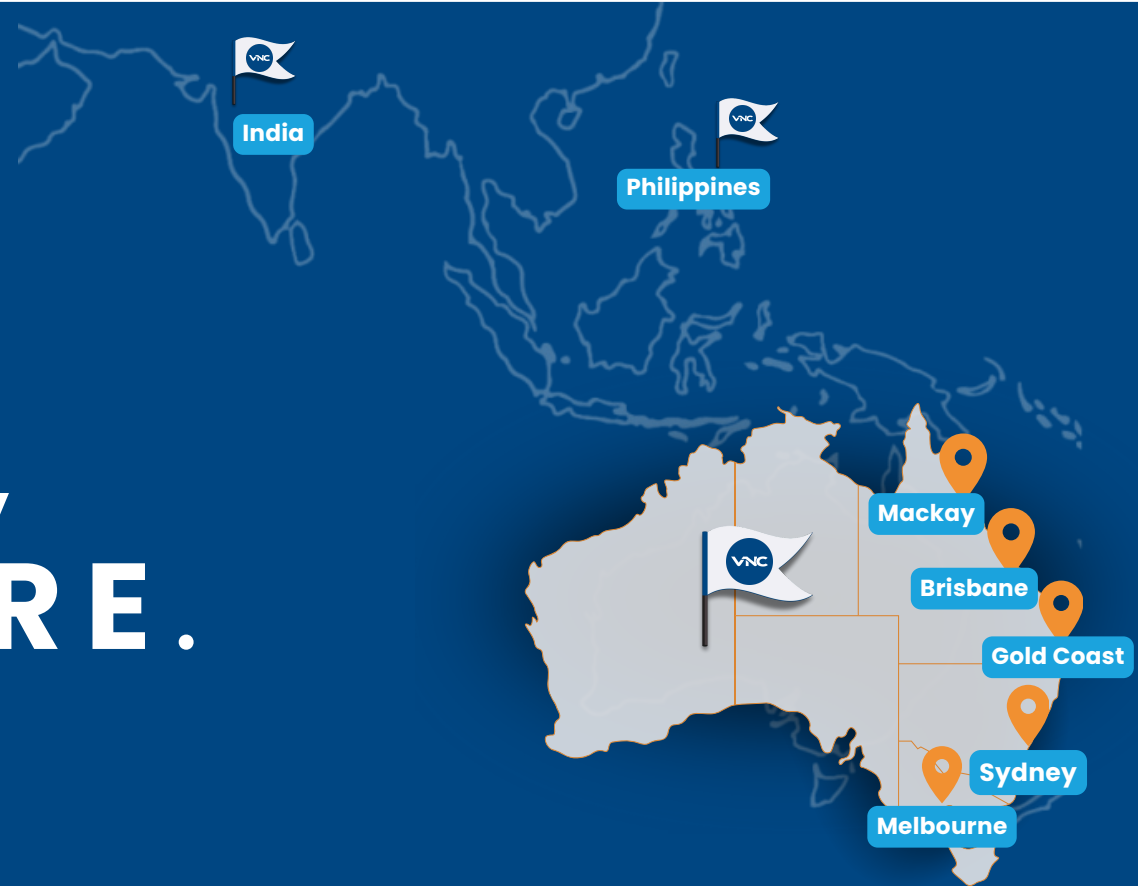 VNC
India
VNC
Philippines
Mackay
VNC
Brisbane
RE.
Gold Coast
Sydney
Melbourne